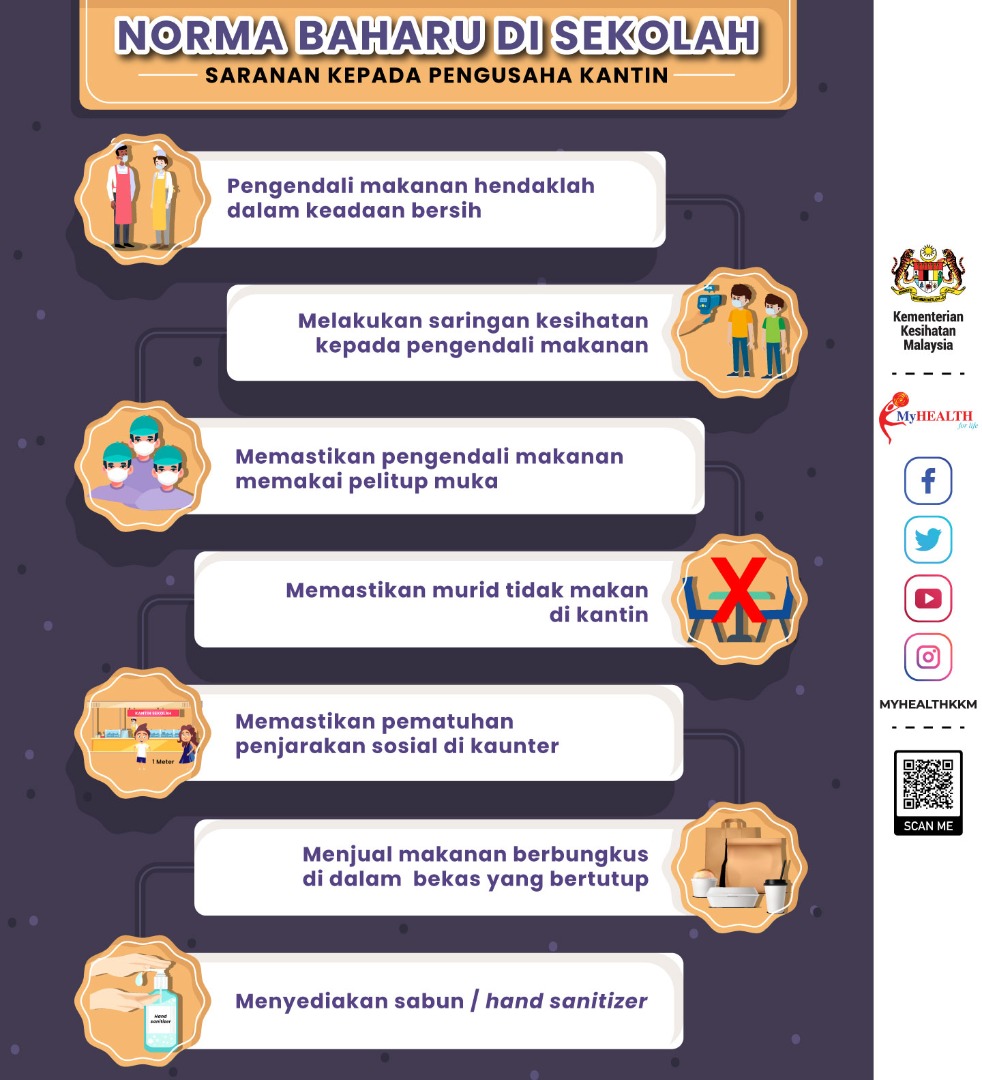 NORMA BAHARU DI SEKOLAH
SARANAN KEPADA PENGUSAHA KANTIN
Pengendali makanan hendaklah
dalam keadaan bersih
Melakukan saringan kesihatan
kepada pengendali makanan
Memastikan pengendali makanan
memakai pelitup muka
Memastikan murid tidak makan
di kantin
X
KANTIN SEKOLAH
1 Meter
Memastikan pematuhan
penjarakan sosial di kaunter
Menjual makanan berbungkus
di dalam bekas yang bertutup
Hand
sanitizer
Menyediakan sabun / hand sanitizer
Kementerian
Kesihatan
Malaysia
MyHEALTH
for life
MYHEALTHKKM
SCAN ME